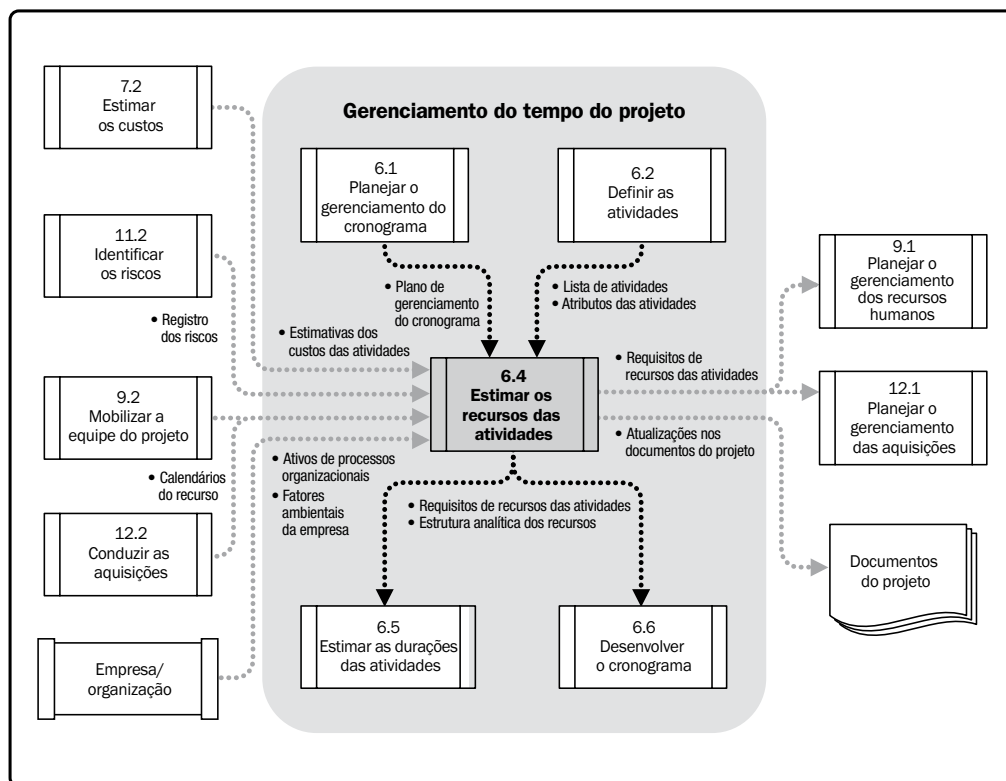 Gerenciamento do tempo do projeto
7.2
Estimar
os custos
6.1
Planejar o
gerenciamento do
cronograma
6.2
Definir as
atividades
11.2
Identificar
os riscos
9.1
Planejar o
gerenciamento
dos recursos
humanos
• Registro
dos riscos
• Plano de
gerenciamento
do cronograma
• Lista de atividades
• Atributos das atividades
• Estimativas dos
custos das atividades
6.4
Estimar os
recursos das
atividades
• Requisitos de
recursos das atividades
12.1
Planejar o
gerenciamento
das aquisições
9.2
Mobilizar a
equipe do projeto
• Calendários
do recurso
• Ativos de processos
organizacionais
• Fatores
ambientais
da empresa
• Atualizações nos
documentos do projeto
• Requisitos de recursos das atividades
• Estrutura analítica dos recursos
12.2
Conduzir as
aquisições
Documentos
do projeto
6.5
Estimar as durações
das atividades
6.6
Desenvolver
o cronograma
Empresa/
organização